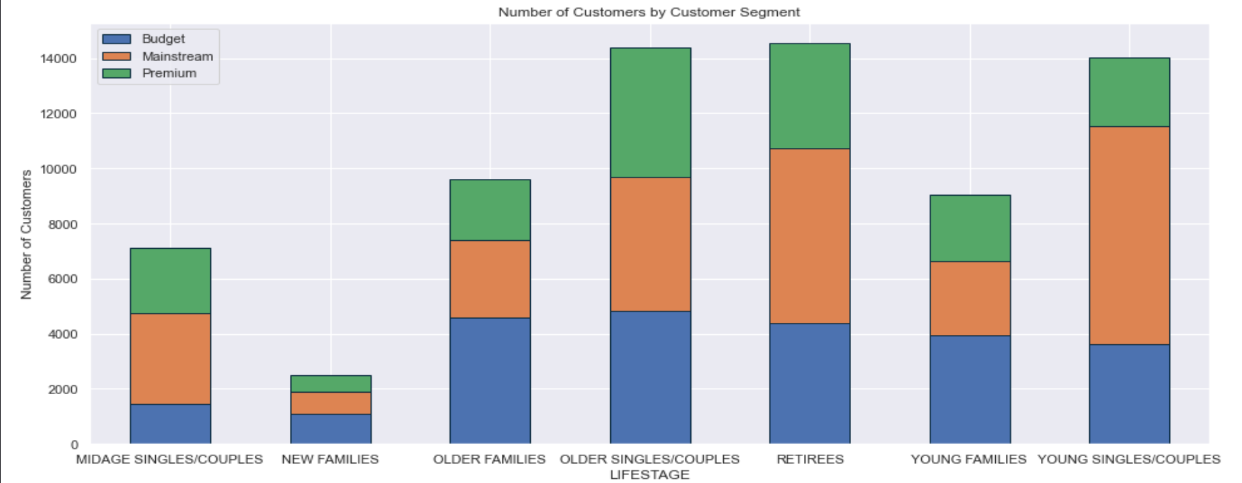 Number of Customers by Customer Segment
Budget
Mainstream
Premium
Number of Customers
14000
12000
10000
8000
6000
4000
2000
0
MIDAGE SINGLES/COUPLES NEW FAMILIES OLDER FAMILIES OLDER SINGLES/COUPLES RETIREES YOUNG FAMILIES YOUNG SINGLES/COUPLES
LIFESTAGE